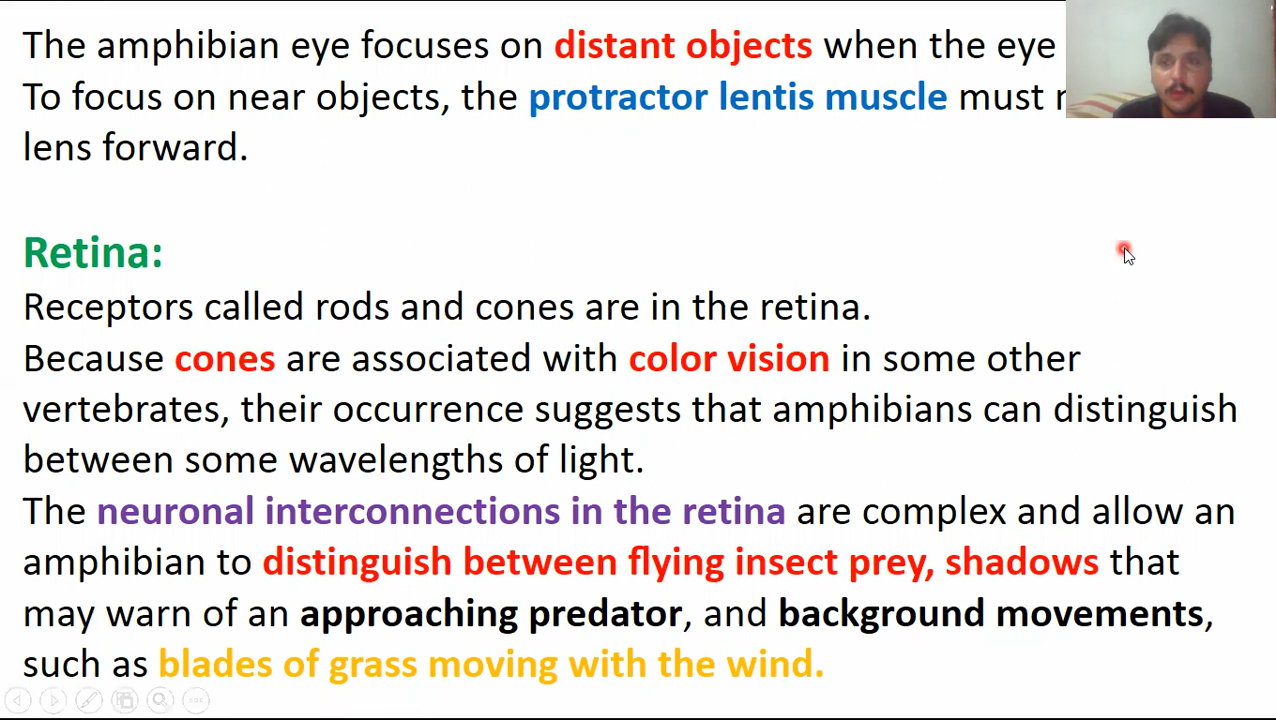 The amphibian eye focuses on distant objects when the eye
To focus on near objects, the protractor lentis muscle must
lens forward.
Retina:
Receptors called rods and cones are in the retina.
Because cones are associated with color vision in some other
vertebrates, their occurrence suggests that amphibians can distinguish
between some wavelengths of light.
The neuronal interconnections in the retina are complex and allow an
amphibian to distinguish between flying insect prey, shadows that
may warn of an approaching predator, and background movements,
such as blades of grass moving with the wind.